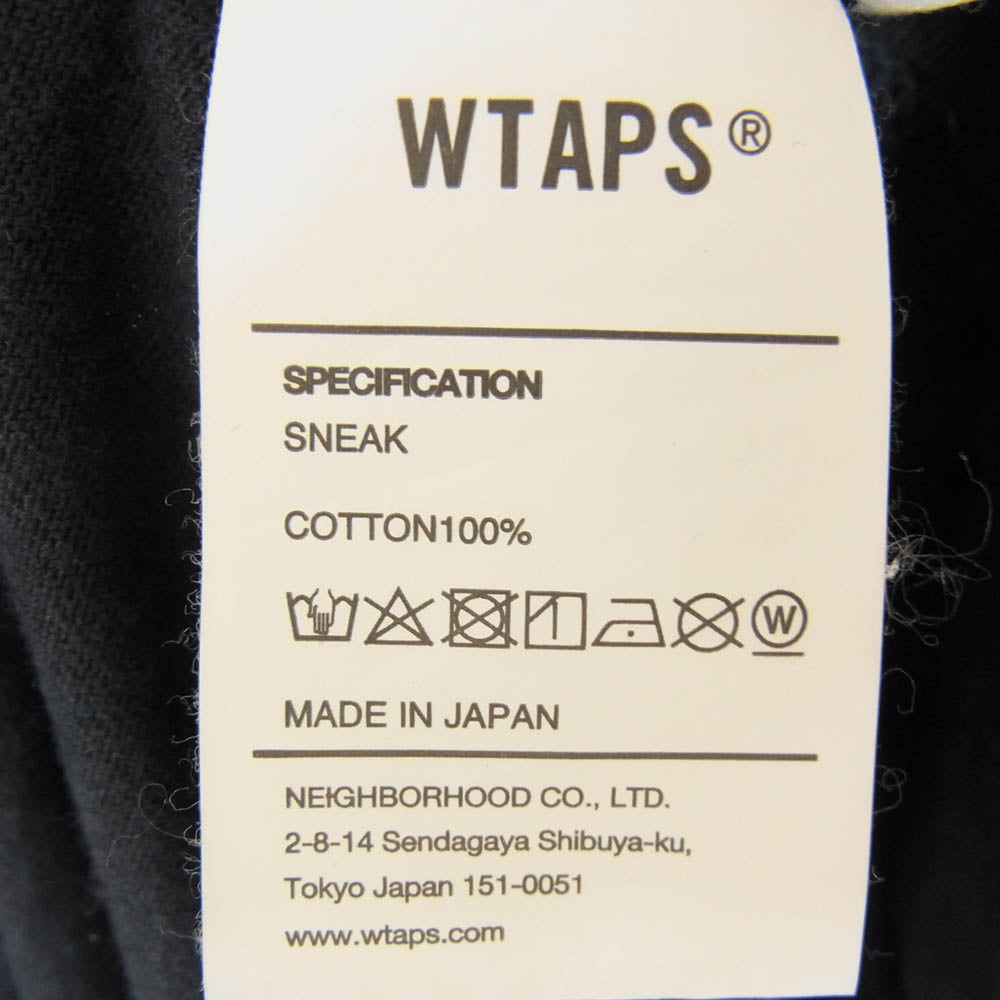 WTAPS®
SPECIFICATION
SNEAK
COTTON100%
W
MADE IN JAPAN
NEIGHBORHOOD CO., LTD.
2-8-14 Sendagaya Shibuya-ku,
Tokyo Japan 151-0051
www.wtaps.com